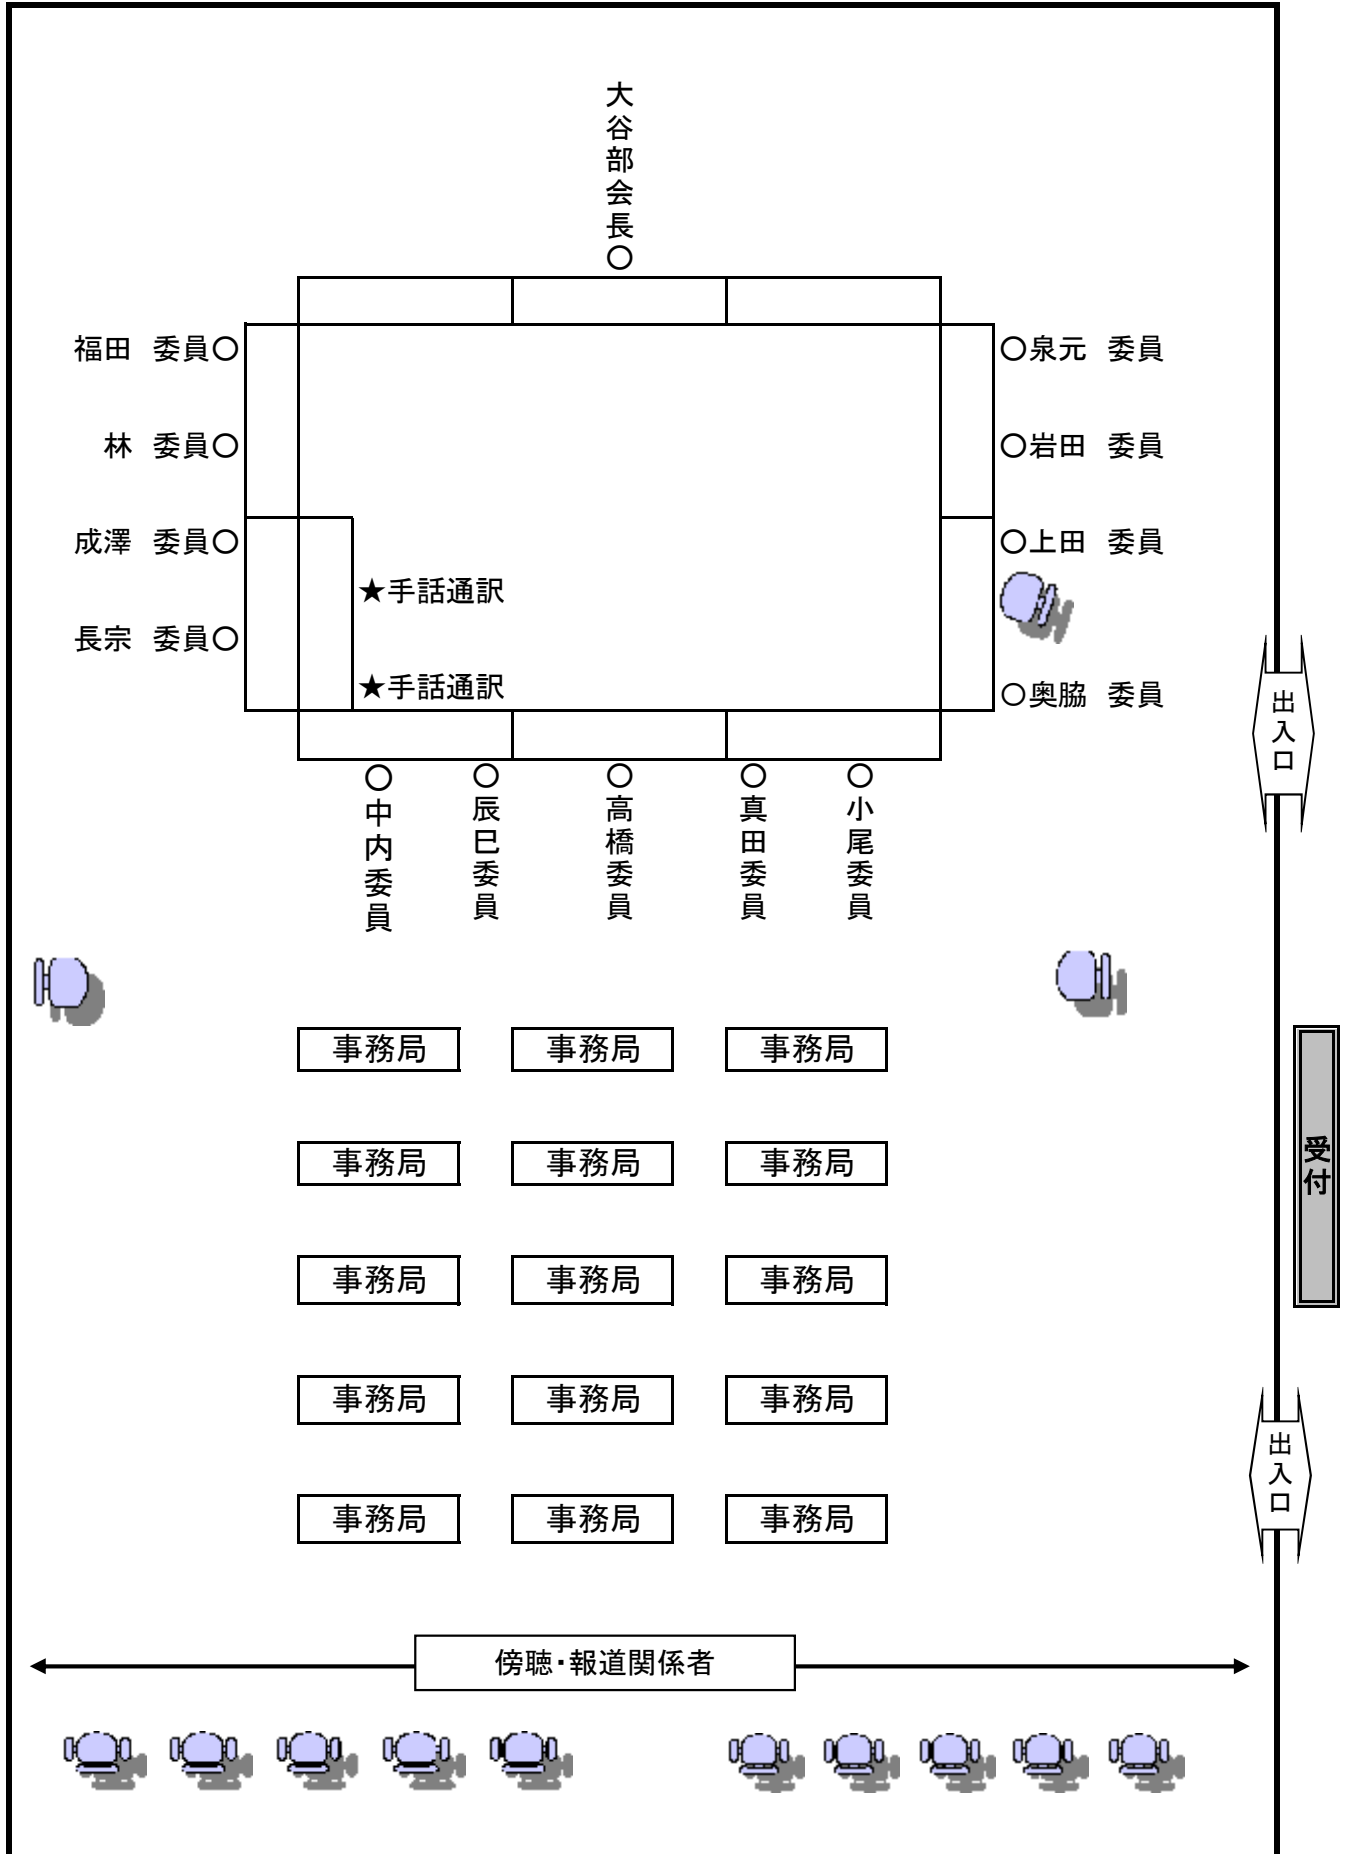 大谷部会長○
福田　委員○
○泉元　委員
林　委員○
○岩田　委員
成澤　委員○
○上田　委員
★手話通訳
長宗　委員○
★手話通訳
○奥脇　委員
出入口
○中内委員
○辰巳委員
○高橋委員
○真田委員
○小尾委員
事務局
事務局
事務局
受付
事務局
事務局
事務局
事務局
事務局
事務局
事務局
事務局
事務局
出入口
事務局
事務局
事務局
傍聴・報道関係者